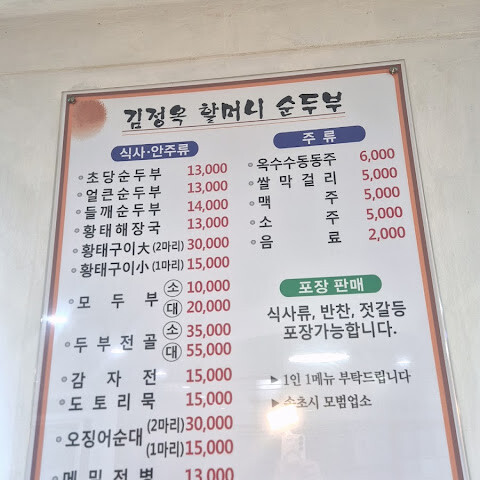 김정옥 할머니 순두부
식사·안주류
초당순두부 13,000
얼큰순두부 13,000
들깨순두부 14,000
황태해장국 13,000
황태구이大 (2마리) 30,000
황태구이小 (1마리) 15,000
모두부 소 10,000
대 20,000
두부전골 소 35,000
대 55,000
감자전 15,000
도토리묵 15,000
오징어순대 (2마리) 30,000
(1마리) 15,000
메밀전병 13,000
주류
옥수수동동주 6,000
쌀막걸리 5,000
맥주 5,000
소주 5,000
음료 2,000
포장 판매
식사류, 반찬, 젓갈등
포장가능합니다.
▶ 1인 1메뉴 부탁드립니다
▶ 속초시 모범업소